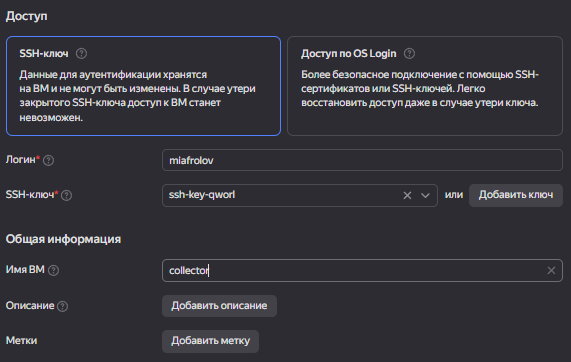 Доступ
SSH-ключ
Данные для аутентификации хранятся
на ВМ и не могут быть изменены. В случае утери
закрытого SSH-ключа доступ к ВМ станет
невозможен.
Доступ по OS Login
Более безопасное подключение с помощью SSH-
сертификатов или SSH-ключей. Легко
восстановить доступ даже в случае утери ключа.
Логин*
miafrolov
SSH-ключ*
ssh-key-qworl
или
Добавить ключ
Общая информация
Имя ВМ
collector
Описание
Добавить описание
Метки
Добавить метку